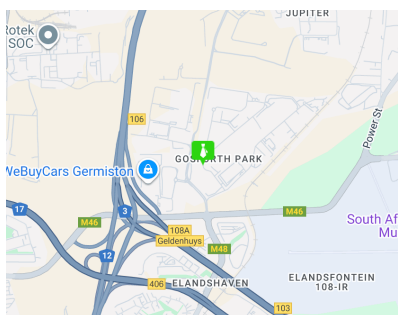 JUPITER
Rotek
SOC
106
Power St
GOSFORTH PARK
WeBuyCars Germiston
17
M46
3
M46
South Af
Mu
108A
Geldenhuys
M48
12
406
ELANDSHAVEN
ELANDSFONTEIN
108-IR
103